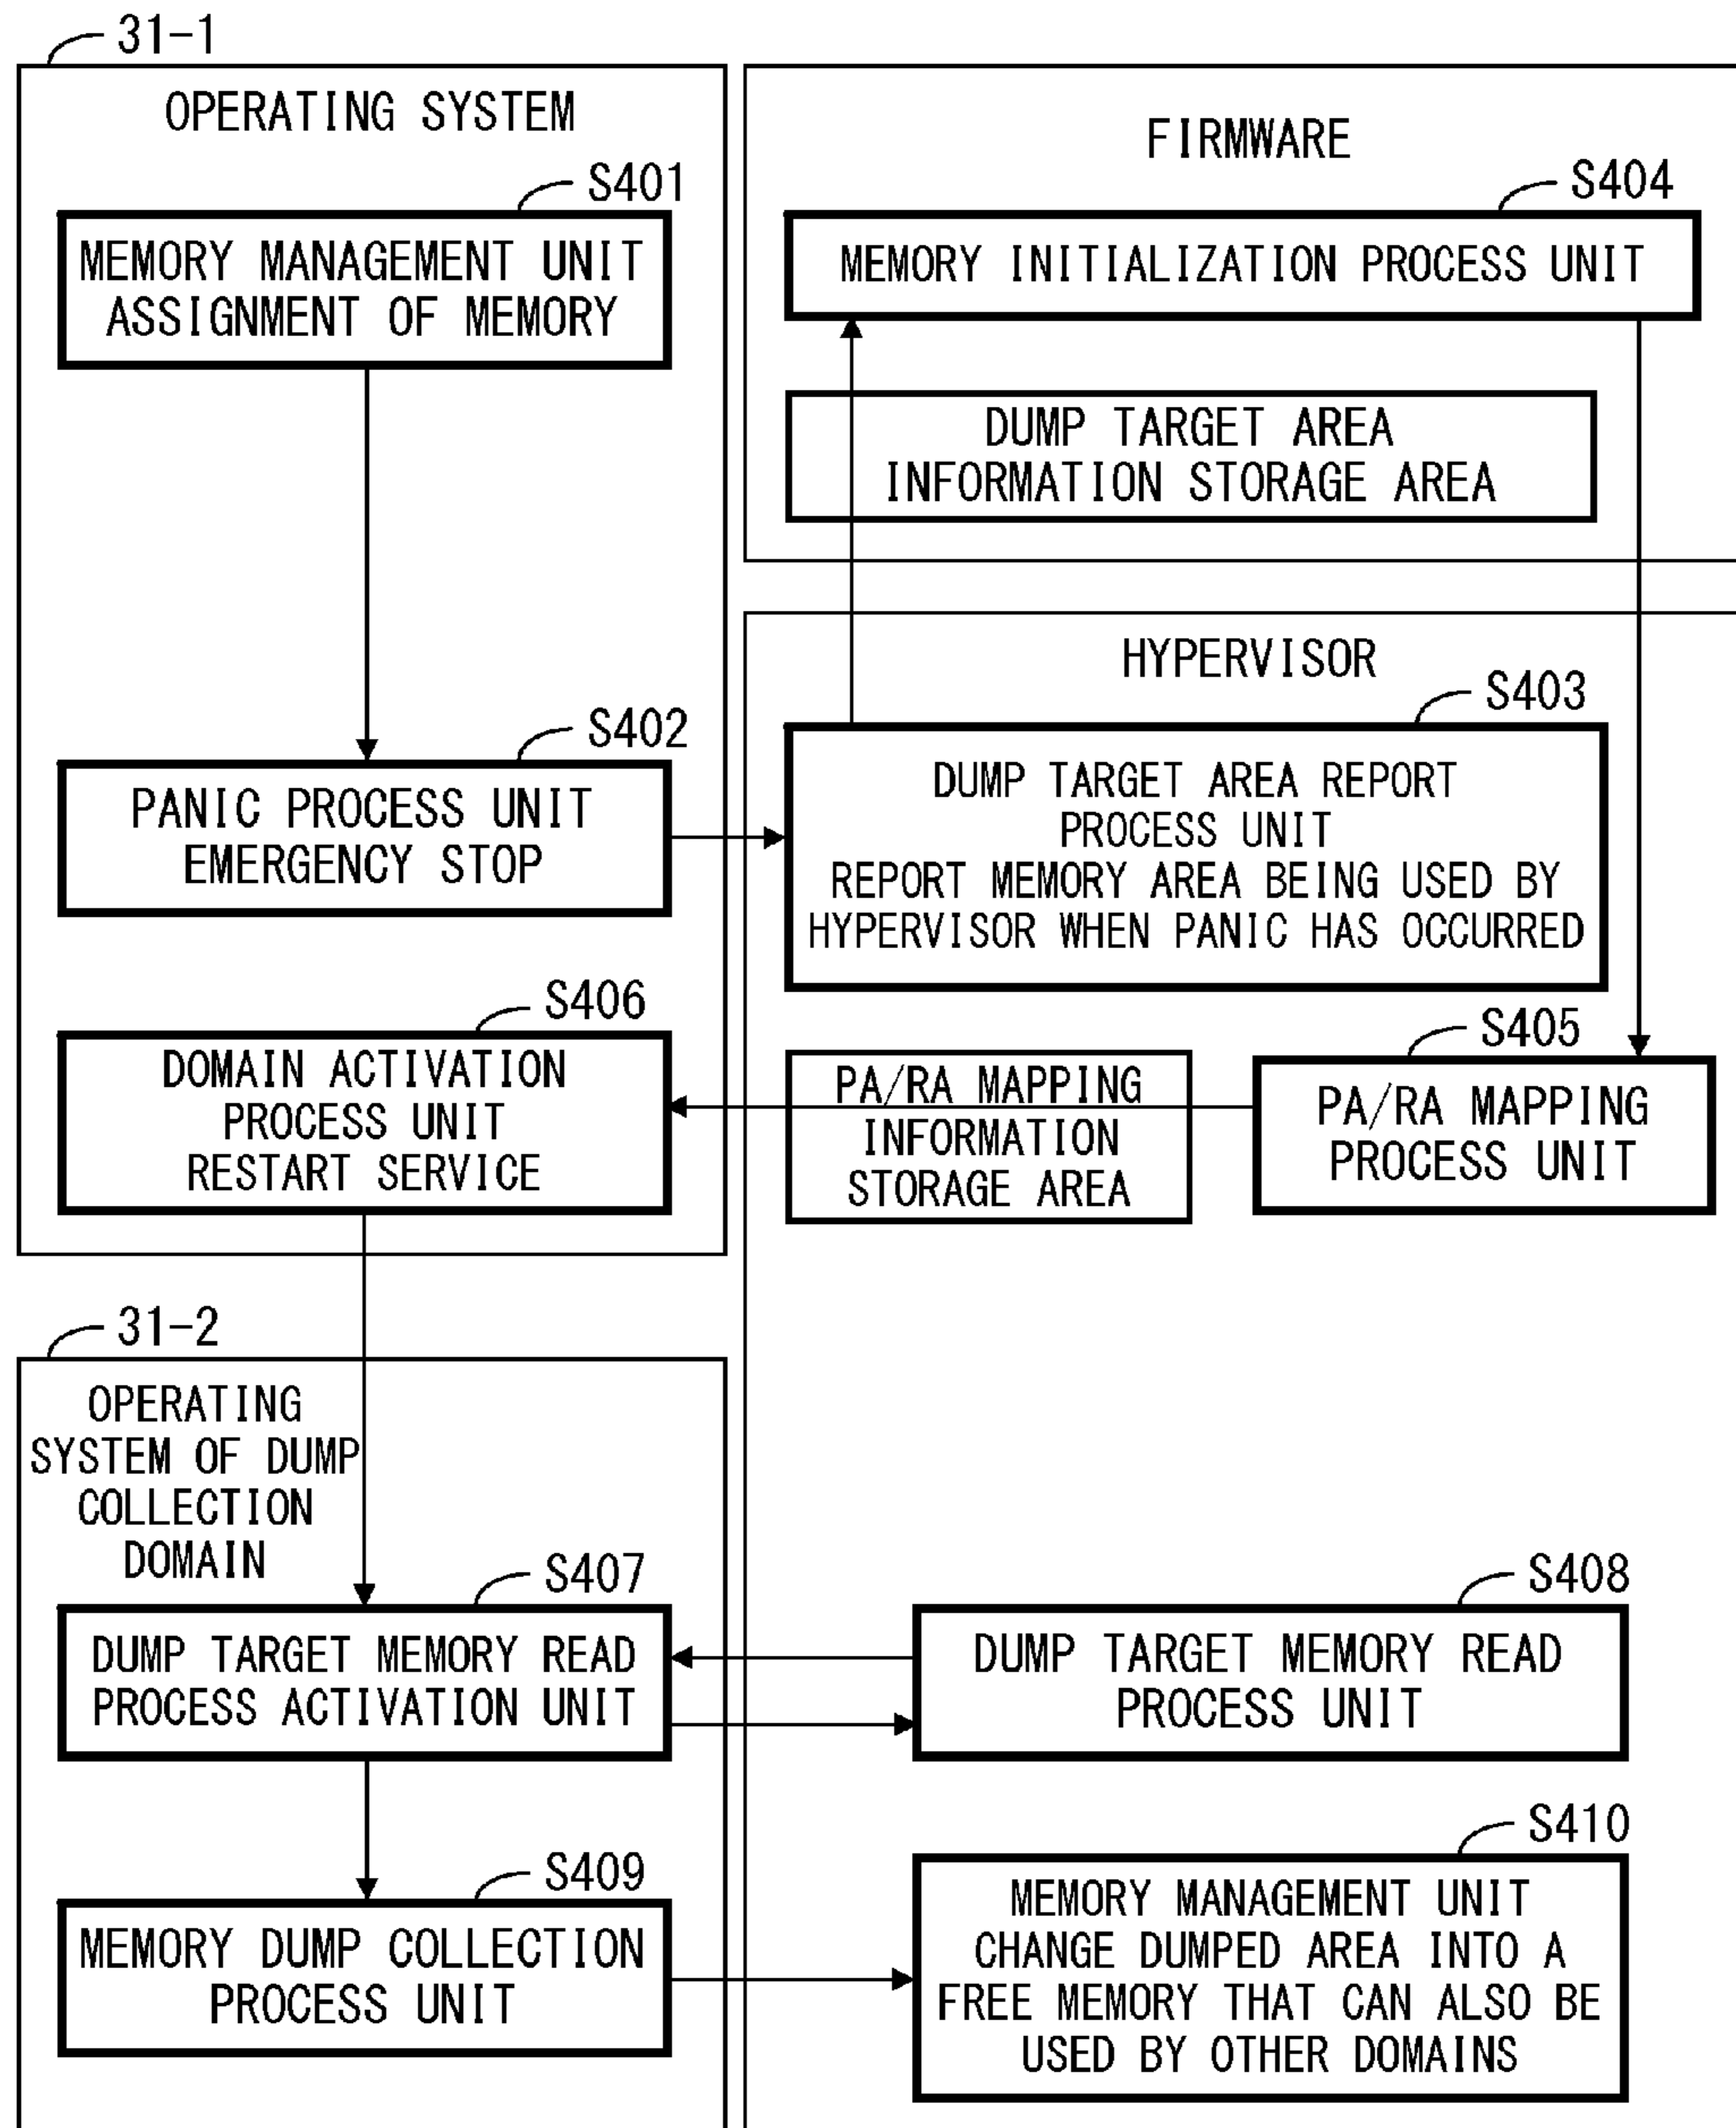 31-1
OPERATING SYSTEM
S401
MEMORY MANAGEMENT UNIT
ASSIGNMENT OF MEMORY
S402
PANIC PROCESS UNIT
EMERGENCY STOP
S406
DOMAIN ACTIVATION
PROCESS UNIT
RESTART SERVICE
FIRMWARE
S404
MEMORY INITIALIZATION PROCESS UNIT
DUMP TARGET AREA
INFORMATION STORAGE AREA
HYPERVISOR
S403
DUMP TARGET AREA REPORT
PROCESS UNIT
REPORT MEMORY AREA BEING USED BY
HYPERVISOR WHEN PANIC HAS OCCURRED
S405
PA/RA MAPPING
INFORMATION
STORAGE AREA
PA/RA MAPPING
PROCESS UNIT
31-2
OPERATING
SYSTEM OF DUMP
COLLECTION
DOMAIN
S407
DUMP TARGET MEMORY READ
PROCESS ACTIVATION UNIT
S408
DUMP TARGET MEMORY READ
PROCESS UNIT
S409
MEMORY DUMP COLLECTION
PROCESS UNIT
S410
MEMORY MANAGEMENT UNIT
CHANGE DUMPED AREA INTO A
FREE MEMORY THAT CAN ALSO BE
USED BY OTHER DOMAINS